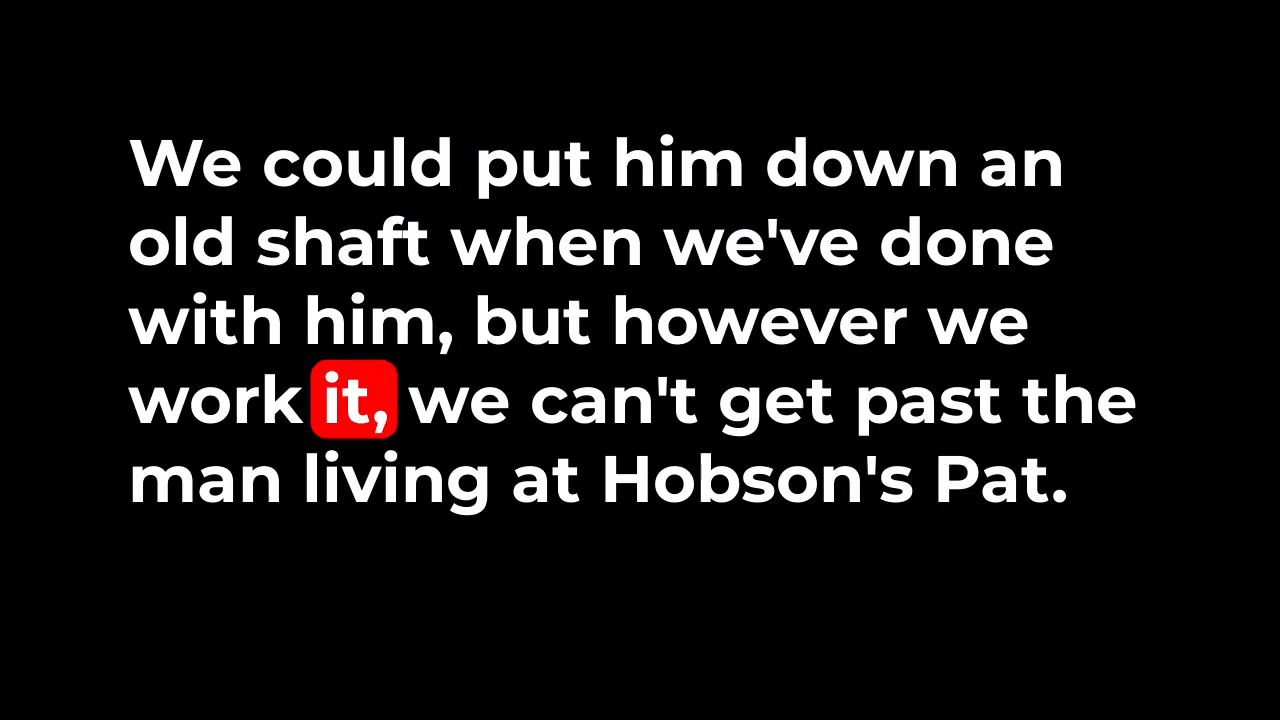 We could put him down an
old shaft when we've done
with him, but however we
work it, we can't get past the
man living at Hobson's Pat.